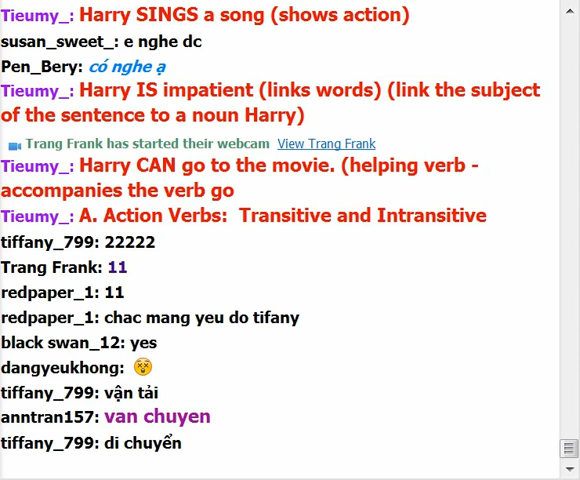 Tieumy_: Harry SINGS a song (shows action)
susan_sweet_: e nghe dc
Pen_Bery: có nghe ạ
Tieumy_: Harry IS impatient (links words) (link the subject
of the sentence to a noun Harry)
Trang Frank has started their webcam View Trang Frank
Tieumy_: Harry CAN go to the movie. (helping verb -
accompanies the verb go
Tieumy_: A. Action Verbs: Transitive and Intransitive
tiffany_799: 22222
Trang Frank: 11
redpaper_1: 11
redpaper_1: chac mang yeu do tifany
black swan_12: yes
dangyeukhong:
tiffany_799: vận tải
anntran157: van chuyen
tiffany_799: di chuyển